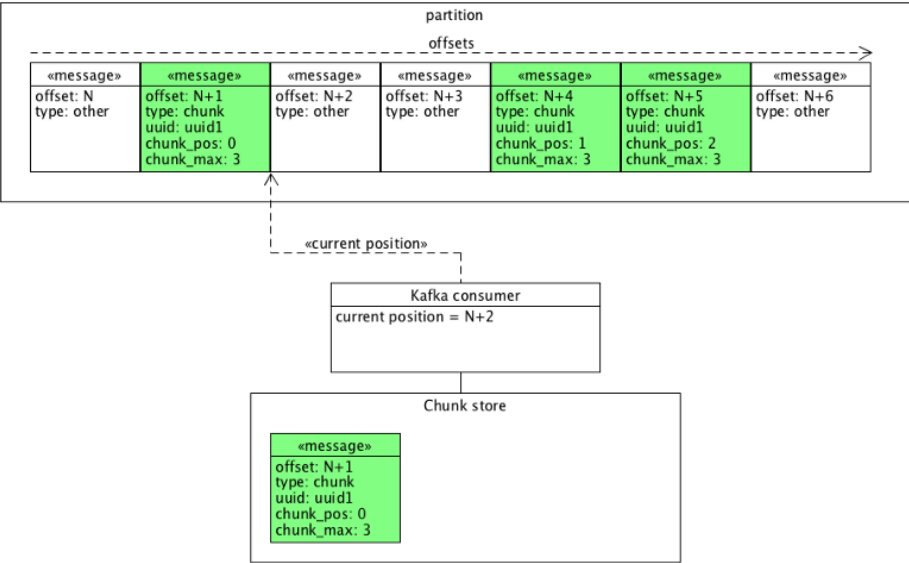 partition
offsets
«message»
offset: N
type: other
«message»
offset: N+1
type: chunk
uuid: uuid1
chunk_pos: 0
chunk_max: 3
«message»
offset: N+2
type: other
«message»
offset: N+3
type: other
«message»
offset: N+4
type: chunk
uuid: uuid1
chunk_pos: 1
chunk_max: 3
«message»
offset: N+5
type: chunk
uuid: uuid1
chunk_pos: 2
chunk_max: 3
«message»
offset: N+6
type: other
«current position»
Kafka consumer
current position = N+2
Chunk store
«message»
offset: N+1
type: chunk
uuid: uuid1
chunk_pos: 0
chunk_max: 3